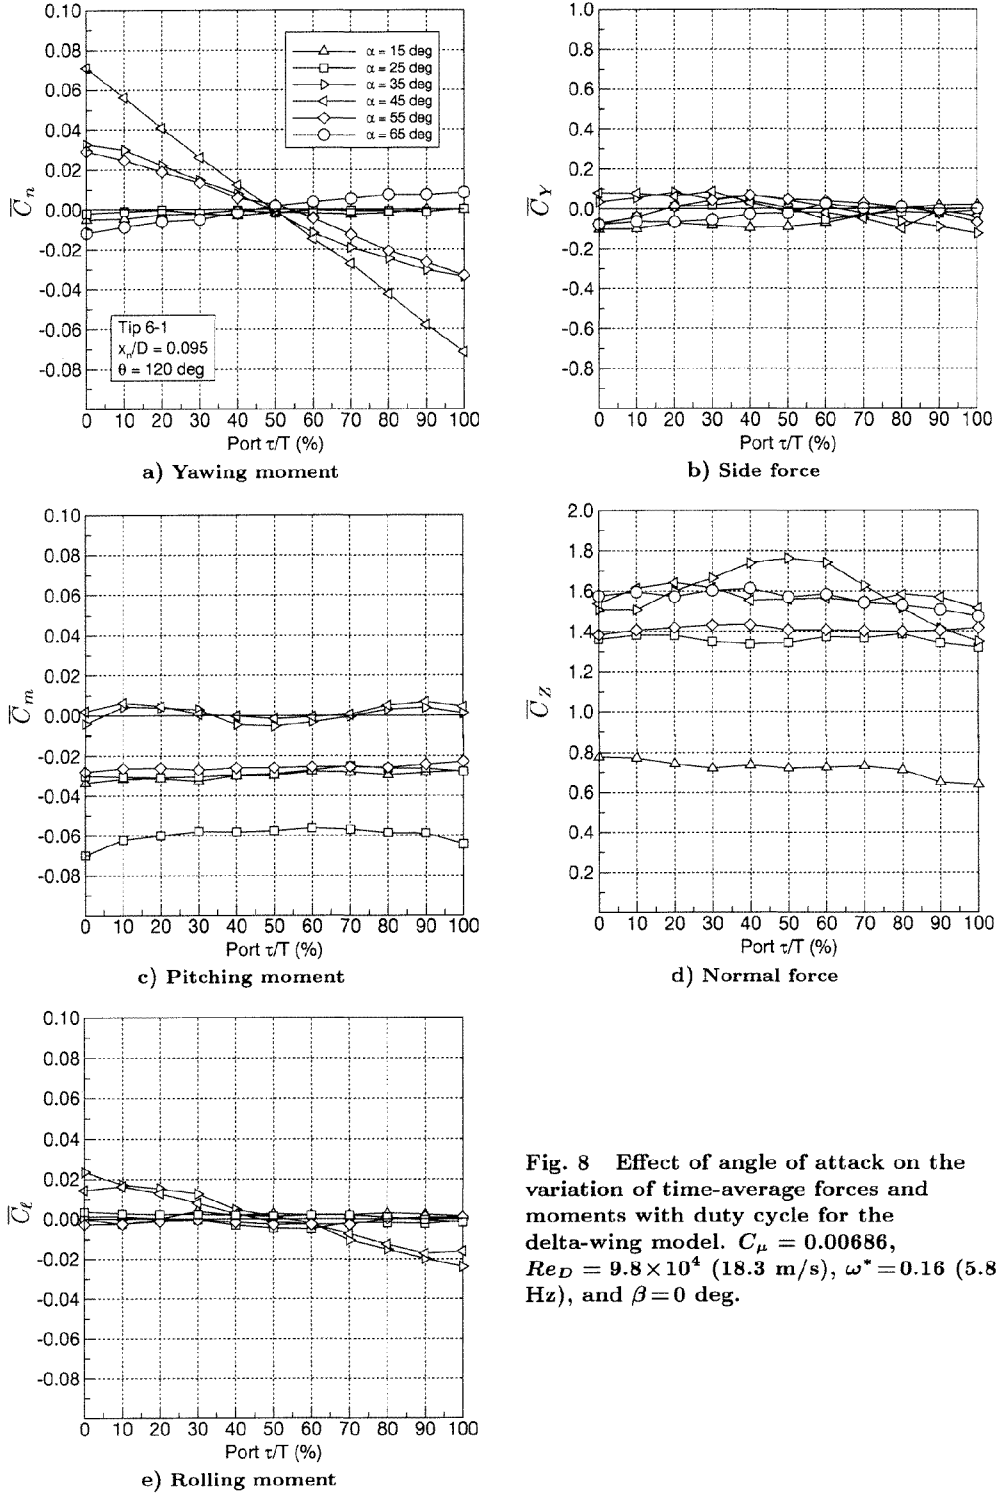 0.10
0.08
0.06
0.04
0.02
0.00
-0.02
-0.04
-0.06
-0.08
C̅n
α = 15 deg
α = 25 deg
α = 35 deg
α = 45 deg
α = 55 deg
α = 65 deg
Tip 6-1
xn/D = 0.095
θ = 120 deg
0 10 20 30 40 50 60 70 80 90 100
Port τ/T (%)
a) Yawing moment
1.0
0.8
0.6
0.4
0.2
0.0
-0.2
-0.4
-0.6
-0.8
C̅Y
0 10 20 30 40 50 60 70 80 90 100
Port τ/T (%)
b) Side force
0.10
0.08
0.06
0.04
0.02
0.00
-0.02
-0.04
-0.06
-0.08
C̅m
0 10 20 30 40 50 60 70 80 90 100
Port τ/T (%)
c) Pitching moment
2.0
1.8
1.6
1.4
1.2
1.0
0.8
0.6
0.4
0.2
C̅Z
0 10 20 30 40 50 60 70 80 90 100
Port τ/T (%)
d) Normal force
0.10
0.08
0.06
0.04
0.02
0.00
-0.02
-0.04
-0.06
-0.08
C̅ℓ
0 10 20 30 40 50 60 70 80 90 100
Port τ/T (%)
e) Rolling moment
Fig. 8 Effect of angle of attack on the
variation of time-average forces and
moments with duty cycle for the
delta-wing model. Cμ = 0.00686,
ReD = 9.8×10⁴ (18.3 m/s), ω* = 0.16 (5.8
Hz), and β = 0 deg.